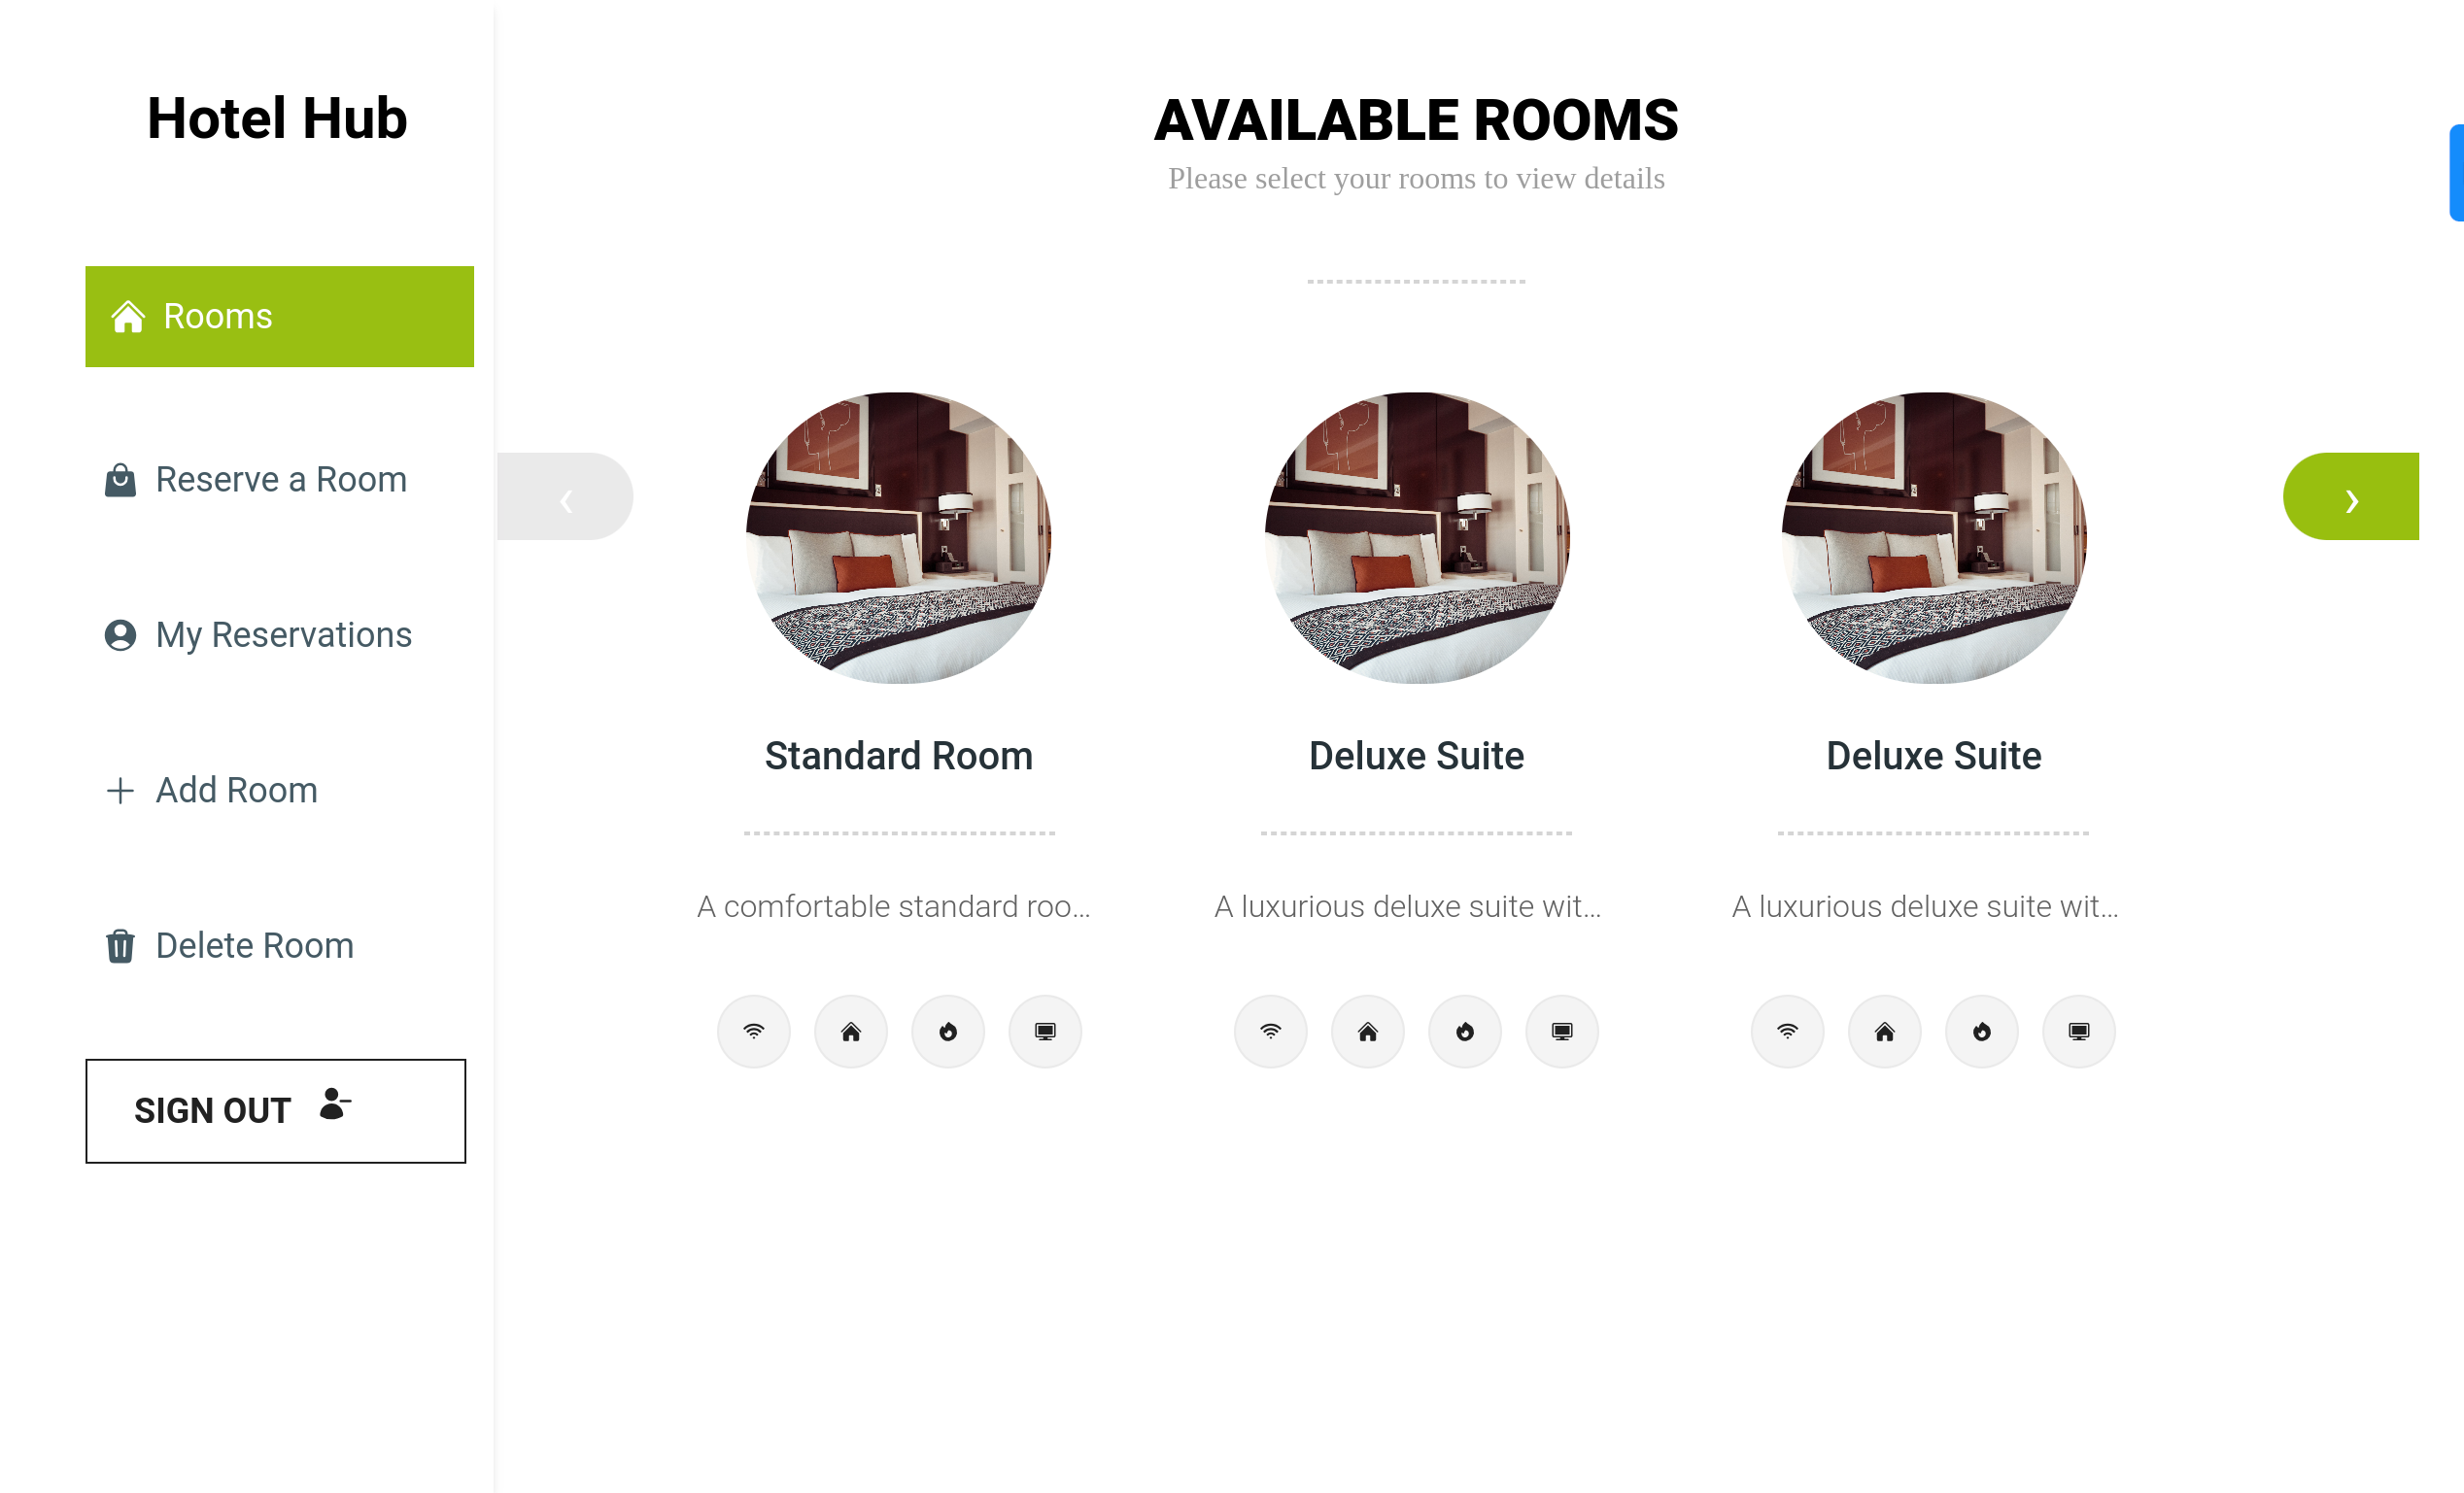 Hotel Hub
Rooms
Reserve a Room
My Reservations
Add Room
Delete Room
SIGN OUT
AVAILABLE ROOMS
Please select your rooms to view details
Standard Room
A comfortable standard roo...
Deluxe Suite
A luxurious deluxe suite wit...
Deluxe Suite
A luxurious deluxe suite wit...